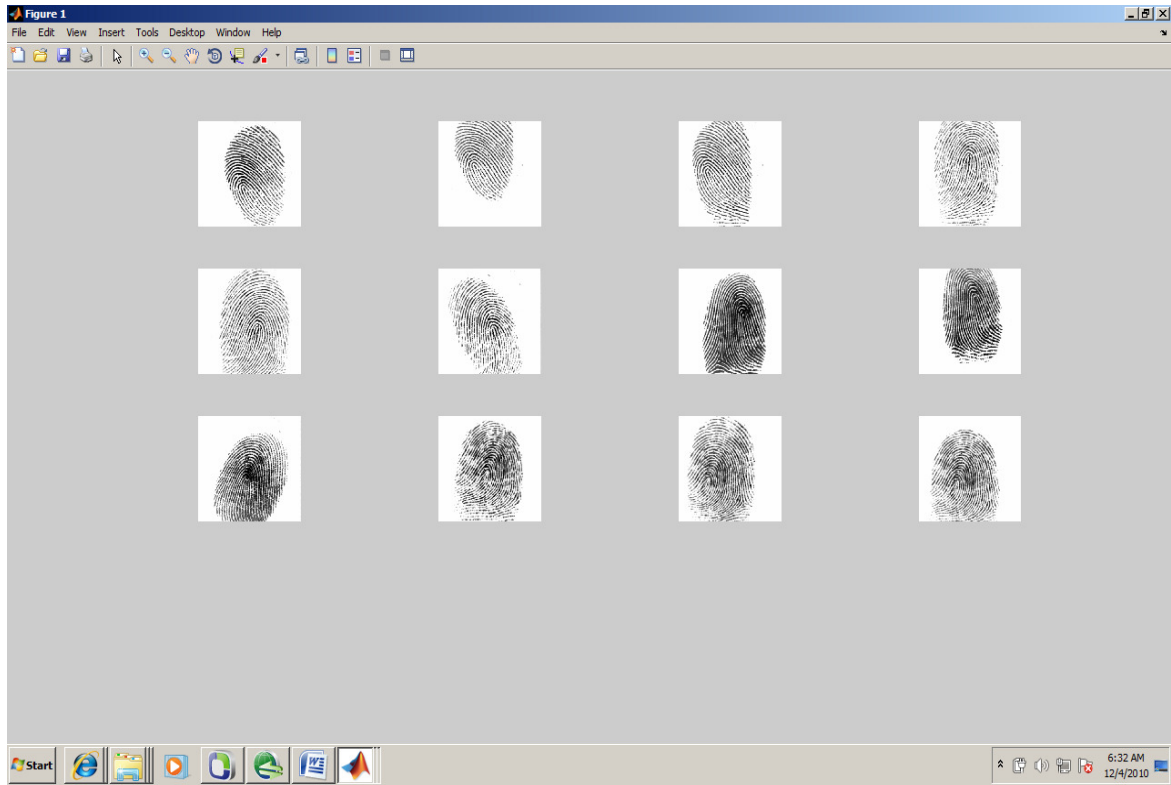 Figure 1
File Edit View Insert Tools Desktop Window Help
Start
6:32 AM
12/4/2010